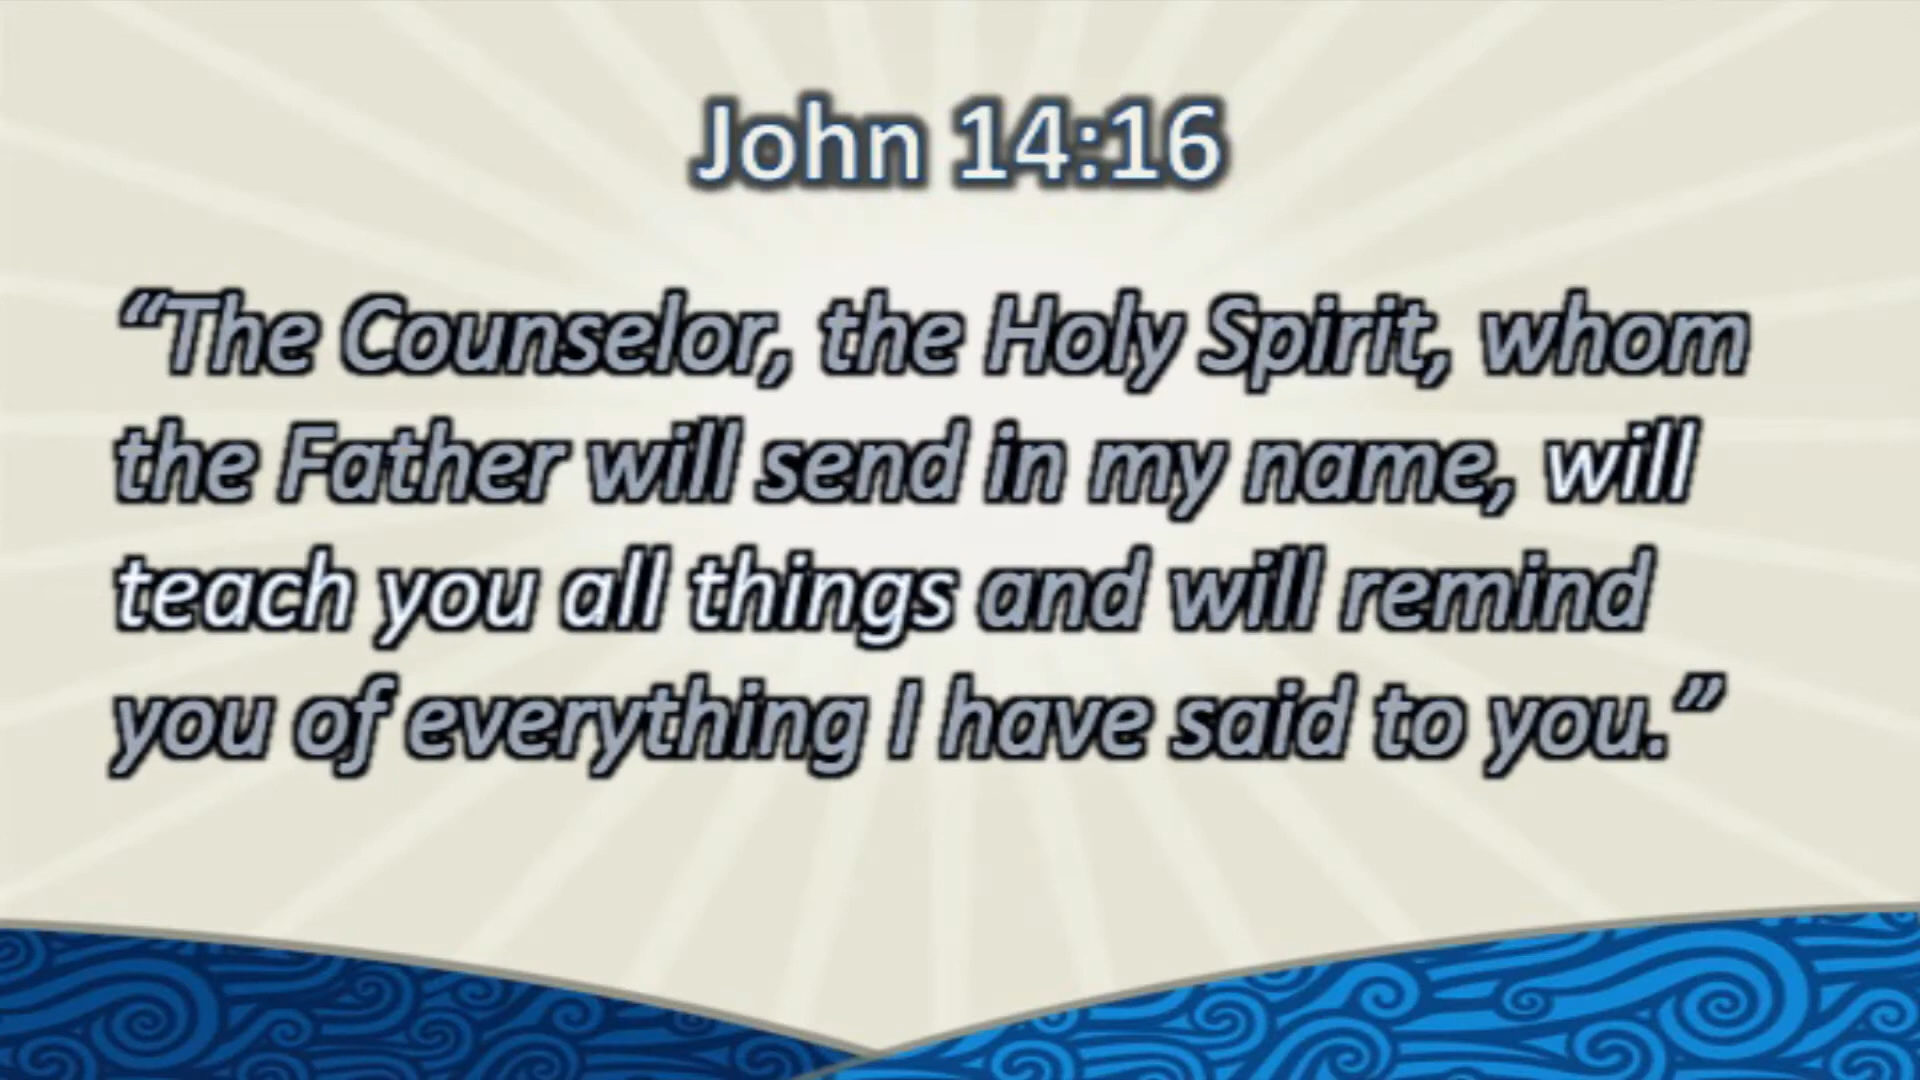 John 14:16
“The Counselor, the Holy Spirit, whom
the Father will send in my name, will
teach you all things and will remind
you of everything I have said to you.”